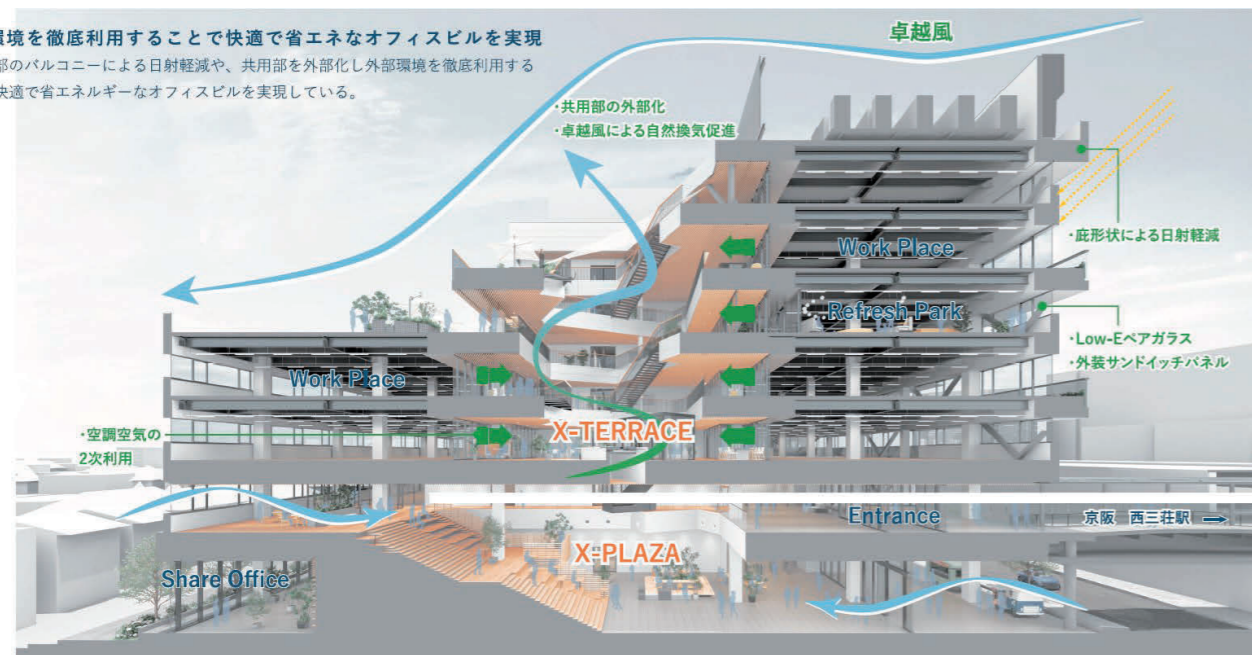 環境を徹底利用することで快適で省エネなオフィスビルを実現
部のバルコニーによる日射軽減や、共用部を外部化し外部環境を徹底利用する
快適で省エネルギーなオフィスビルを実現している。
卓越風
・共用部の外部化
・卓越風による自然換気促進
・庇形状による日射軽減
Work Place
Refresh Park
・Low-Eペアガラス
・外装サンドイッチパネル
Work Place
・空調空気の
2次利用
X-TERRACE
Entrance
京阪 西三荘駅
X-PLAZA
Share Office